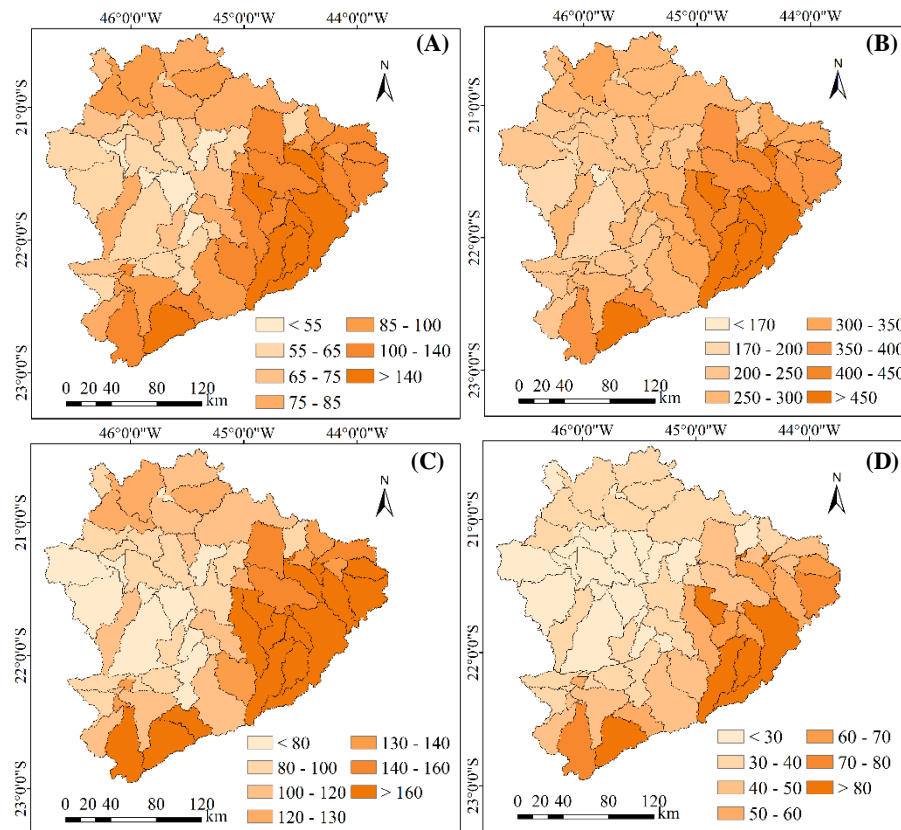 46°0'0"W 45°0'0"W 44°0'0"W
(A)
N
21°0'0"S
22°0'0"S
23°0'0"S
< 55
55 - 65
65 - 75
75 - 85
85 - 100
100 - 140
> 140
0 20 40 80 120
km
46°0'0"W 45°0'0"W 44°0'0"W
(B)
N
21°0'0"S
22°0'0"S
23°0'0"S
< 170
170 - 200
200 - 250
250 - 300
300 - 350
350 - 400
400 - 450
> 450
0 20 40 80 120
km
46°0'0"W 45°0'0"W 44°0'0"W
(C)
N
21°0'0"S
22°0'0"S
23°0'0"S
< 80
80 - 100
100 - 120
120 - 130
130 - 140
140 - 160
> 160
0 20 40 80 120
km
46°0'0"W 45°0'0"W 44°0'0"W
(D)
N
21°0'0"S
22°0'0"S
23°0'0"S
< 30
30 - 40
40 - 50
50 - 60
60 - 70
70 - 80
> 80
0 20 40 80 120
km